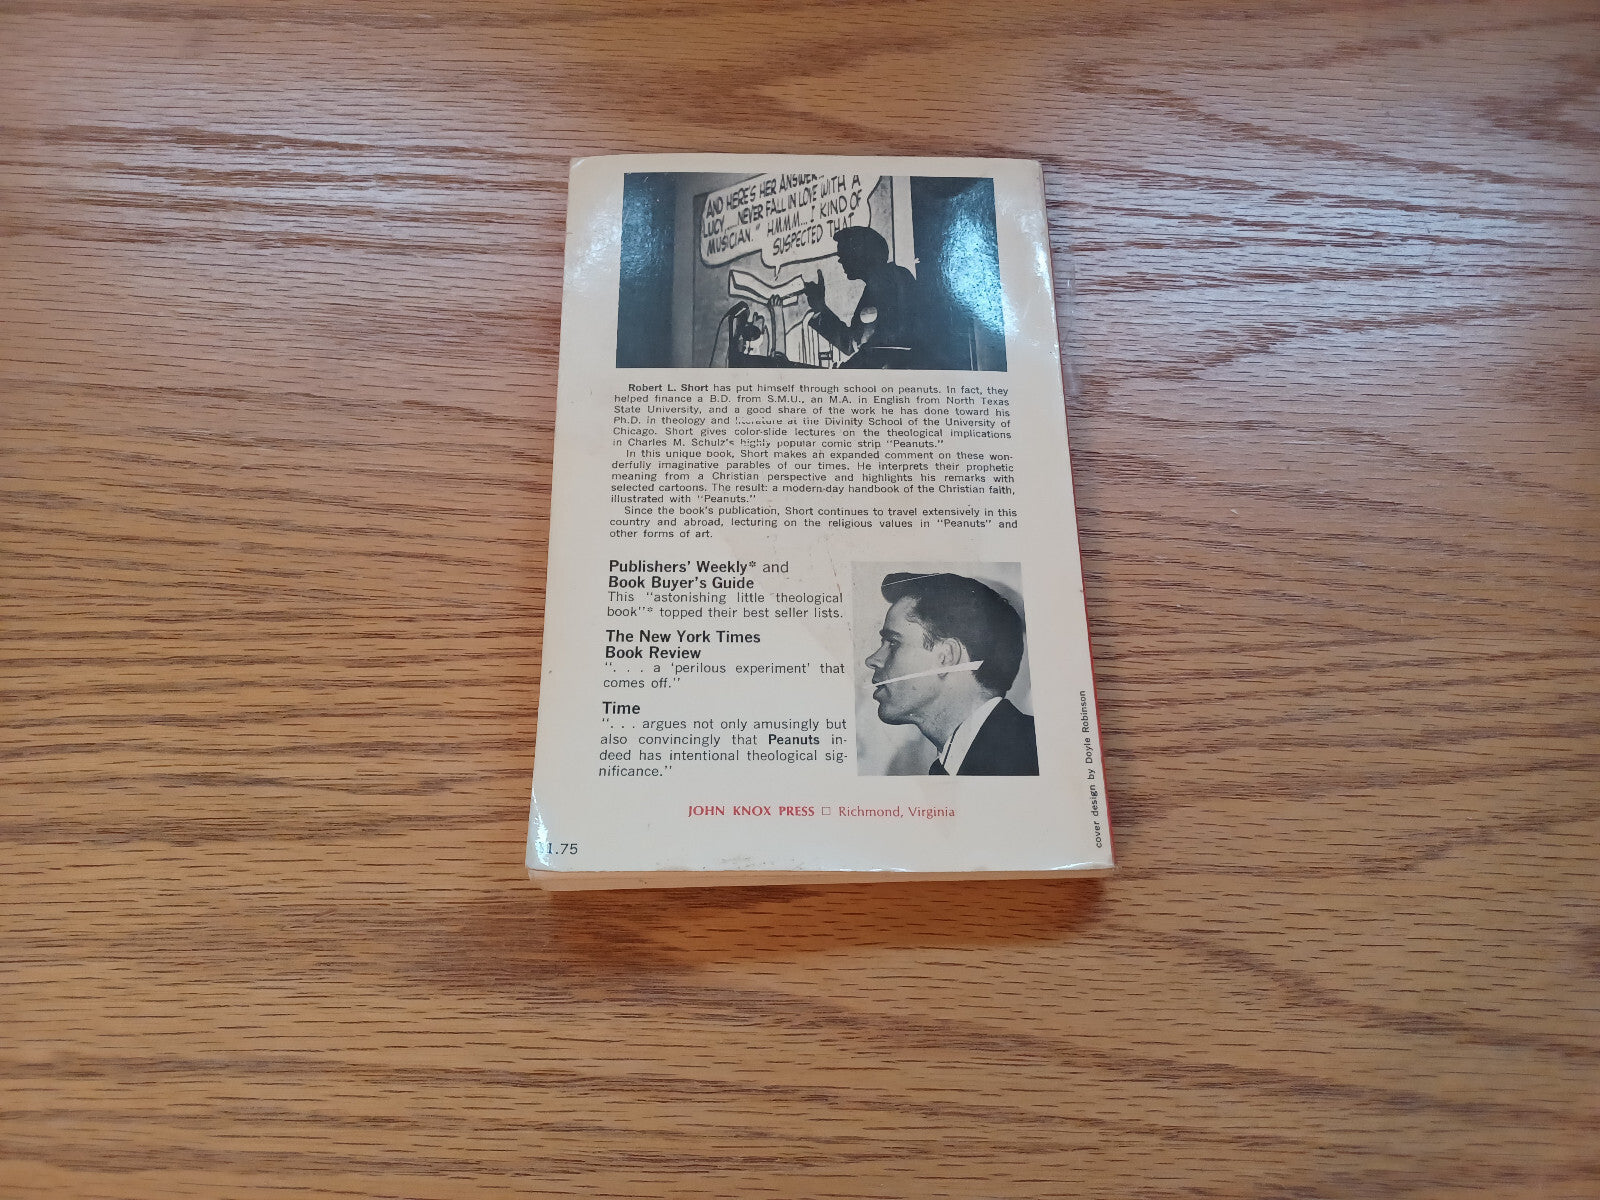 AND HERE'S HER ANSWER...
LUCY....NEVER FALL IN LOVE WITH A
MUSICIAN." HMMM...I KIND OF
SUSPECTED THAT
Robert L. Short has put himself through school on peanuts. In fact, they
helped finance a B.D. from S.M.U., an M.A. in English from North Texas
State University, and a good share of the work he has done toward his
Ph.D. in theology and literature at the Divinity School of the University of
Chicago. Short gives color-slide lectures on the theological implications
in Charles M. Schulz's highly popular comic strip "Peanuts."
In this unique book, Short makes an expanded comment on these won-
derfully imaginative parables of our times. He interprets their prophetic
meaning from a Christian perspective and highlights his remarks with
selected cartoons. The result: a modern-day handbook of the Christian faith,
illustrated with "Peanuts."
Since the book's publication, Short continues to travel extensively in this
country and abroad, lecturing on the religious values in "Peanuts" and
other forms of art.
Publishers' Weekly* and
Book Buyer's Guide
This "astonishing little theological
book"* topped their best seller lists.
The New York Times
Book Review
". . . a 'perilous experiment' that
comes off."
Time
". . . argues not only amusingly but
also convincingly that Peanuts in-
deed has intentional theological sig-
nificance."
JOHN KNOX PRESS □ Richmond, Virginia
$1.75
cover design by Doyle Robinson